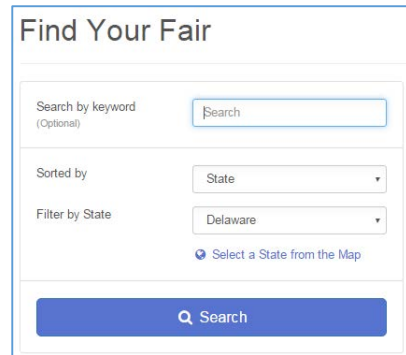 Find Your Fair
Search by keyword
(Optional)
Search
Sorted by
State
Filter by State
Delaware
Select a State from the Map
Search